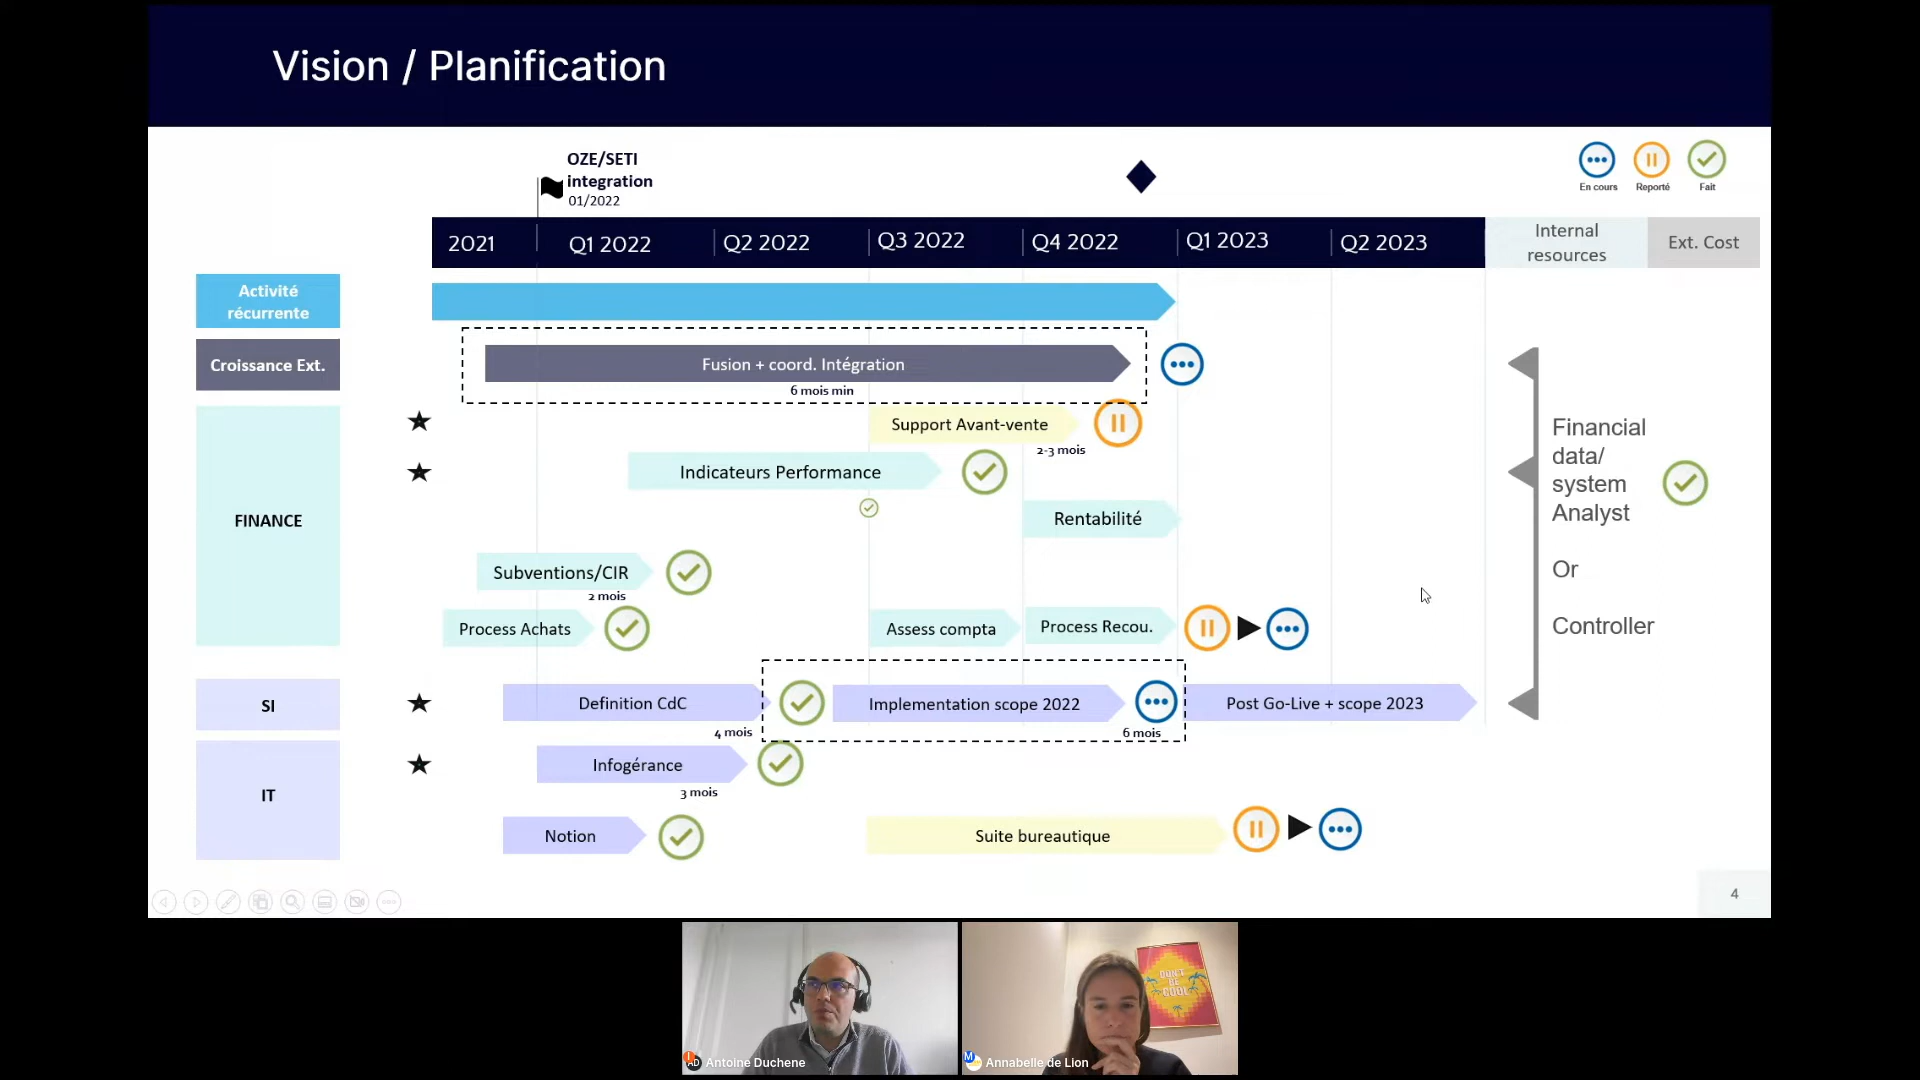 Vision / Planification
OZE/SETI
integration
01/2022
En cours
Reporté
Fait
2021
Q1 2022
Q2 2022
Q3 2022
Q4 2022
Q1 2023
Q2 2023
Internal
resources
Ext. Cost
Activité
récurrente
Croissance Ext.
Fusion + coord. Intégration
6 mois min
FINANCE
Support Avant-vente
2-3 mois
Indicateurs Performance
Rentabilité
Subventions/CIR
2 mois
Process Achats
Assess compta
Process Recou.
Financial
data/
system
Analyst
Or
Controller
SI
Definition CdC
4 mois
Implementation scope 2022
6 mois
Post Go-Live + scope 2023
IT
Infogérance
3 mois
Notion
Suite bureautique
4
DON'T
BE
COOL
AD
Antoine Duchene
M
Annabelle de Lion